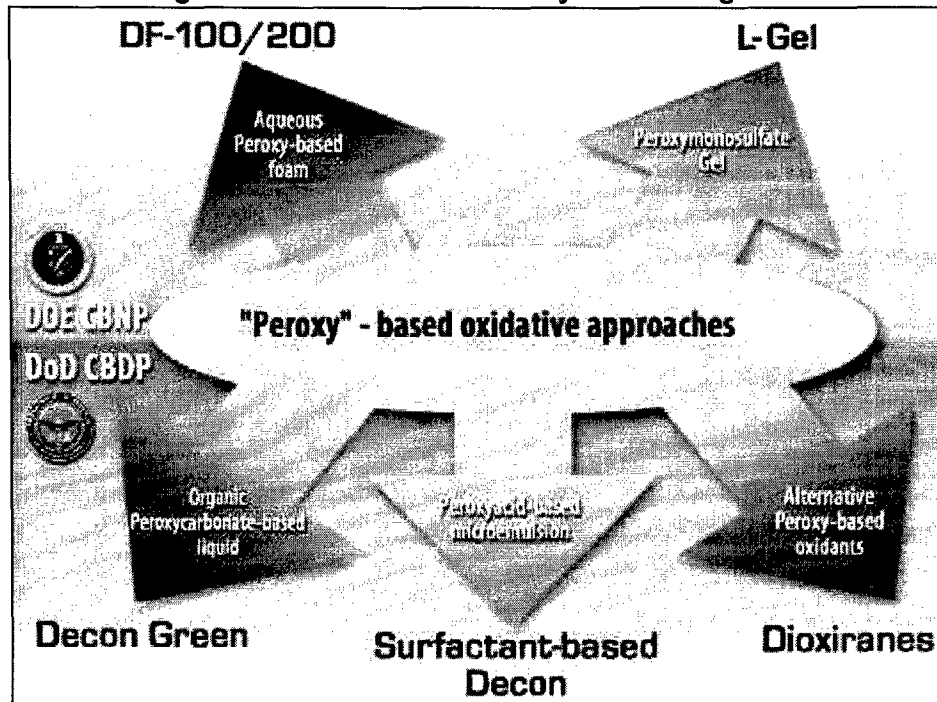 DF-100/200
L-Gel
Aqueous
Peroxy-based
foam
Peroxymonosulfate
Gel
DOE CBNP
DoD CBDP
"Peroxy" - based oxidative approaches
Organic
Peroxycarbonate-based
liquid
Peroxyacid-based
microemulsion
Alternative
Peroxy-based
oxidants
Decon Green
Surfactant-based
Decon
Dioxiranes